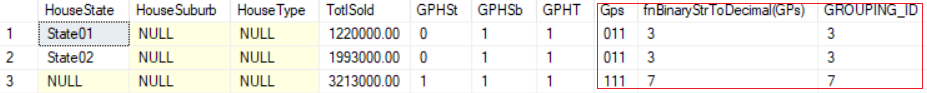 HouseState HouseSuburb HouseType TotlSold GPHSt GPHSb GPHT Gps fnBinaryStrToDecimal(GPs) GROUPING_ID
1 State01 NULL NULL 1220000.00 0 1 1 011 3 3
2 State02 NULL NULL 1993000.00 0 1 1 011 3 3
3 NULL NULL NULL 3213000.00 1 1 1 111 7 7